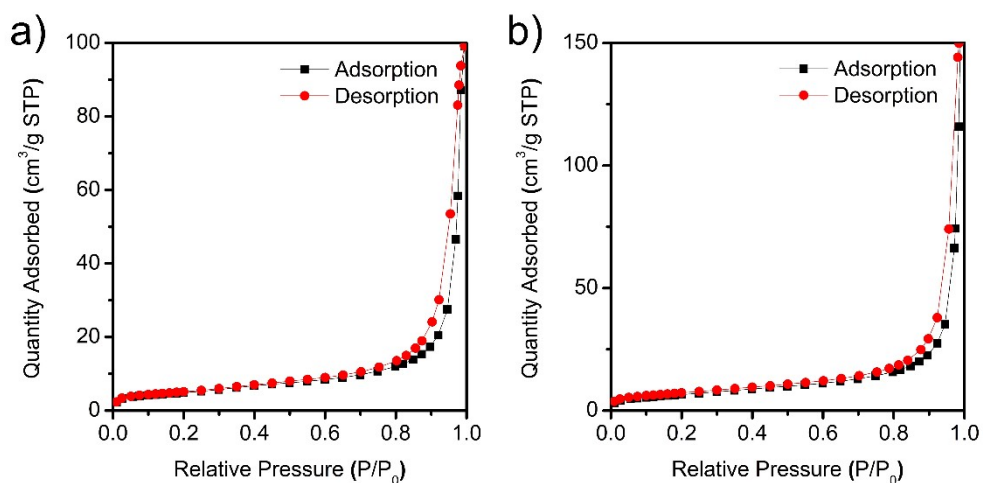 a)
Quantity Adsorbed (cm³/g STP)
100
80
60
40
20
0
Adsorption
Desorption
0.0 0.2 0.4 0.6 0.8 1.0
Relative Pressure (P/P₀)
b)
Quantity Adsorbed (cm³/g STP)
150
100
50
0
Adsorption
Desorption
0.0 0.2 0.4 0.6 0.8 1.0
Relative Pressure (P/P₀)